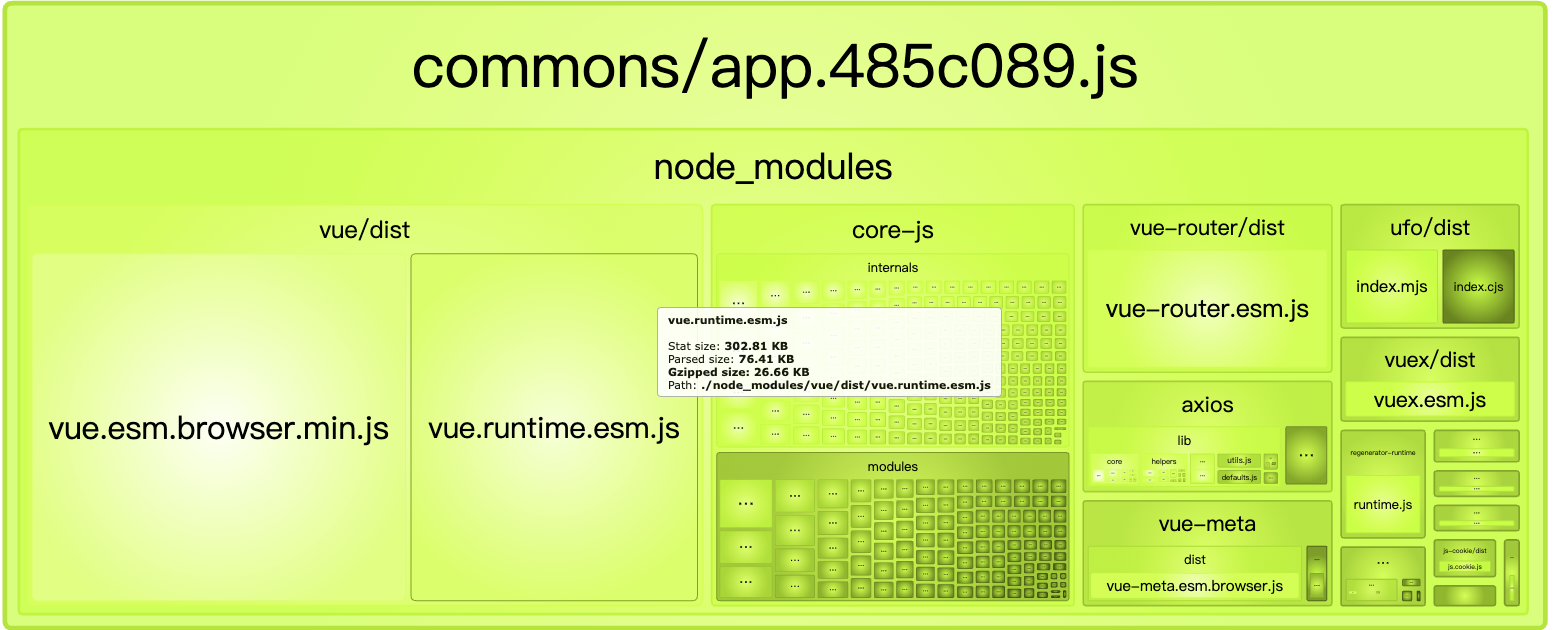 commons/app.485c089.js
node_modules
vue/dist
vue.esm.browser.min.js
vue.runtime.esm.js
core-js
internals
vue.runtime.esm.js
Stat size: 302.81 KB
Parsed size: 76.41 KB
Gzipped size: 26.66 KB
Path: ./node_modules/vue/dist/vue.runtime.esm.js
modules
vue-router/dist
vue-router.esm.js
axios
lib
core
helpers
utils.js
defaults.js
...
vue-meta
dist
vue-meta.esm.browser.js
ufo/dist
index.mjs
index.cjs
vuex/dist
vuex.esm.js
regenerator-runtime
runtime.js
...
js-cookie/dist
js.cookie.js